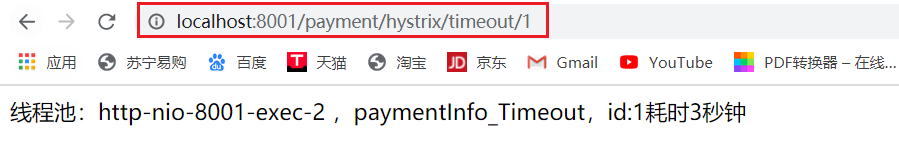 localhost:8001/payment/hystrix/timeout/1
应用 苏宁易购 百度 天猫 淘宝 JD 京东 Gmail YouTube PDF转换器 – 在线...
线程池：http-nio-8001-exec-2 ，paymentInfo_Timeout，id:1耗时3秒钟